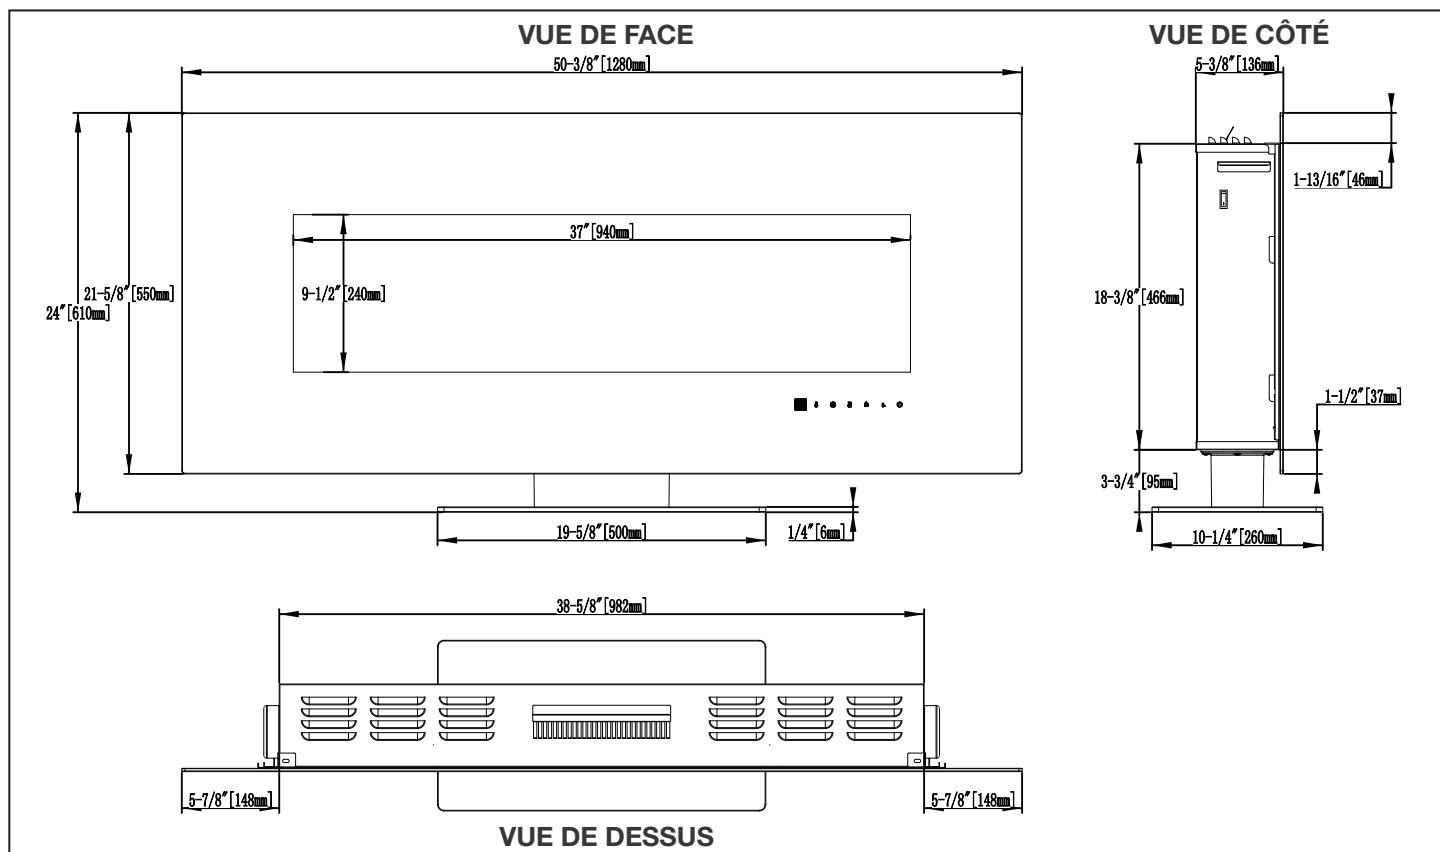 VUE DE FACE
50-3/8"[1280mm]
37"[940mm]
9-1/2"[240mm]
21-5/8"[550mm]
24"[610mm]
19-5/8"[500mm]
1/4"[6mm]
VUE DE CÔTÉ
5-3/8"[136mm]
1-13/16"[46mm]
18-3/8"[466mm]
1-1/2"[37mm]
3-3/4"[95mm]
10-1/4"[260mm]
38-5/8"[982mm]
5-7/8"[148mm]
5-7/8"[148mm]
VUE DE DESSUS